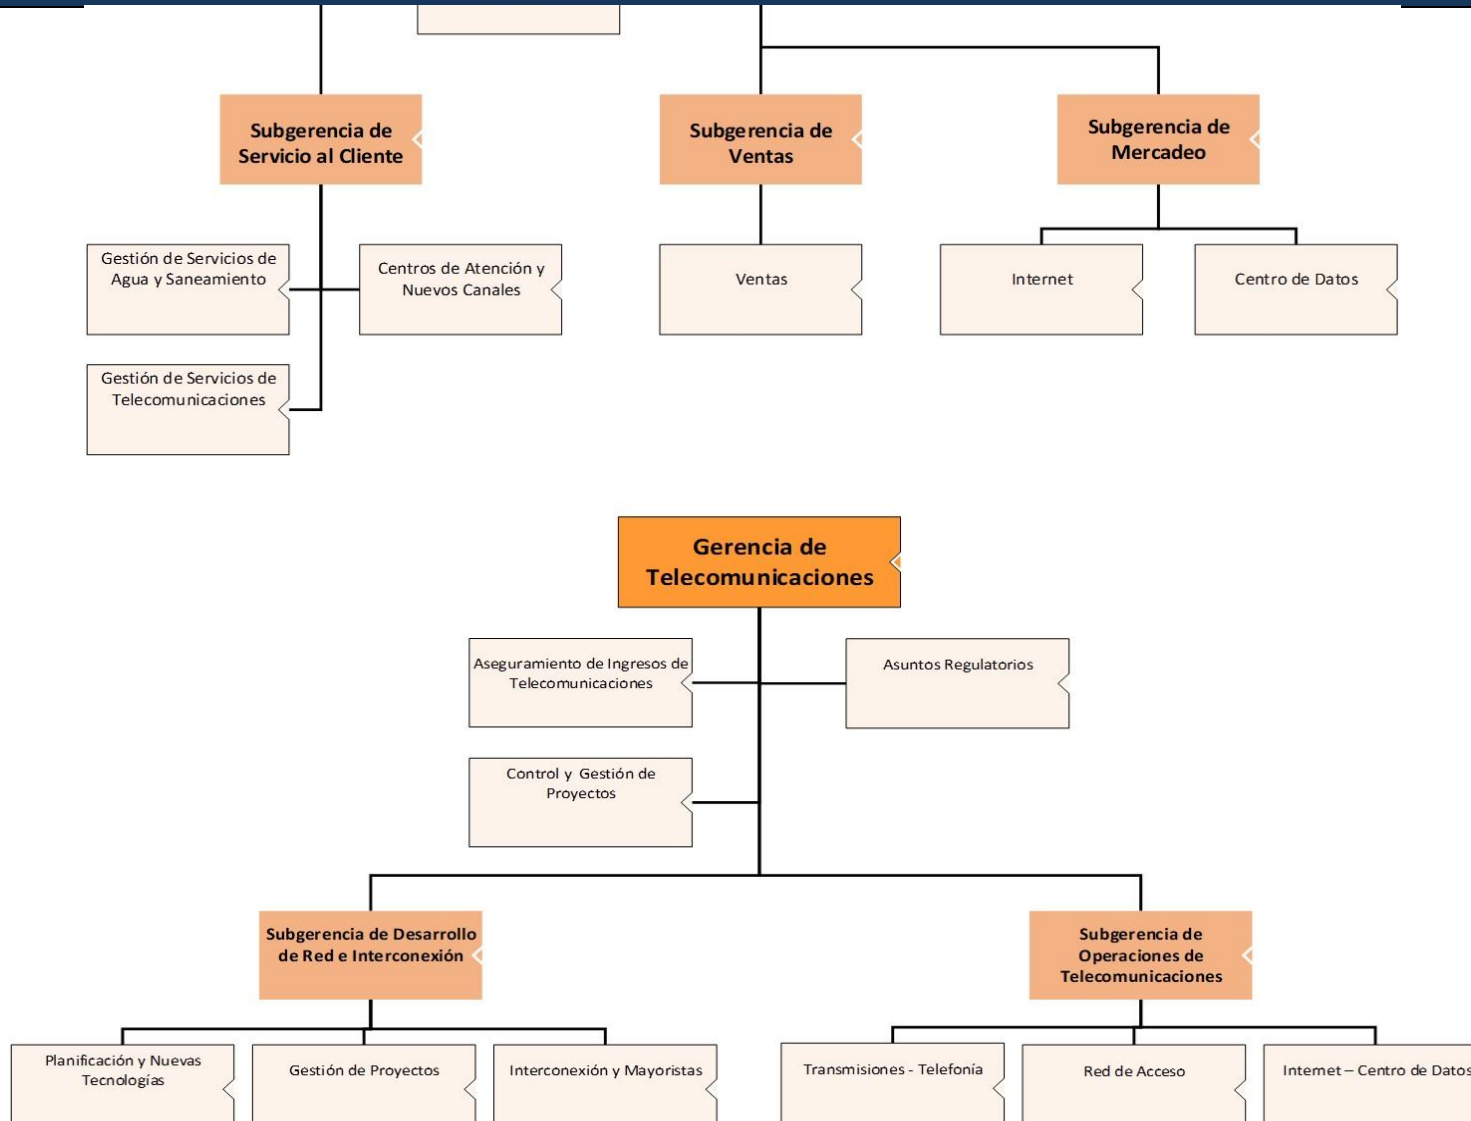 Subgerencia de
Servicio al Cliente
Subgerencia de
Ventas
Subgerencia de
Mercadeo
Gestión de Servicios de
Agua y Saneamiento
Centros de Atención y
Nuevos Canales
Ventas
Internet
Centro de Datos
Gestión de Servicios de
Telecomunicaciones
Gerencia de
Telecomunicaciones
Aseguramiento de Ingresos de
Telecomunicaciones
Asuntos Regulatorios
Control y Gestión de
Proyectos
Subgerencia de Desarrollo
de Red e Interconexión
Subgerencia de
Operaciones de
Telecomunicaciones
Planificación y Nuevas
Tecnologías
Gestión de Proyectos
Interconexión y Mayoristas
Transmisiones - Telefonía
Red de Acceso
Internet – Centro de Datos